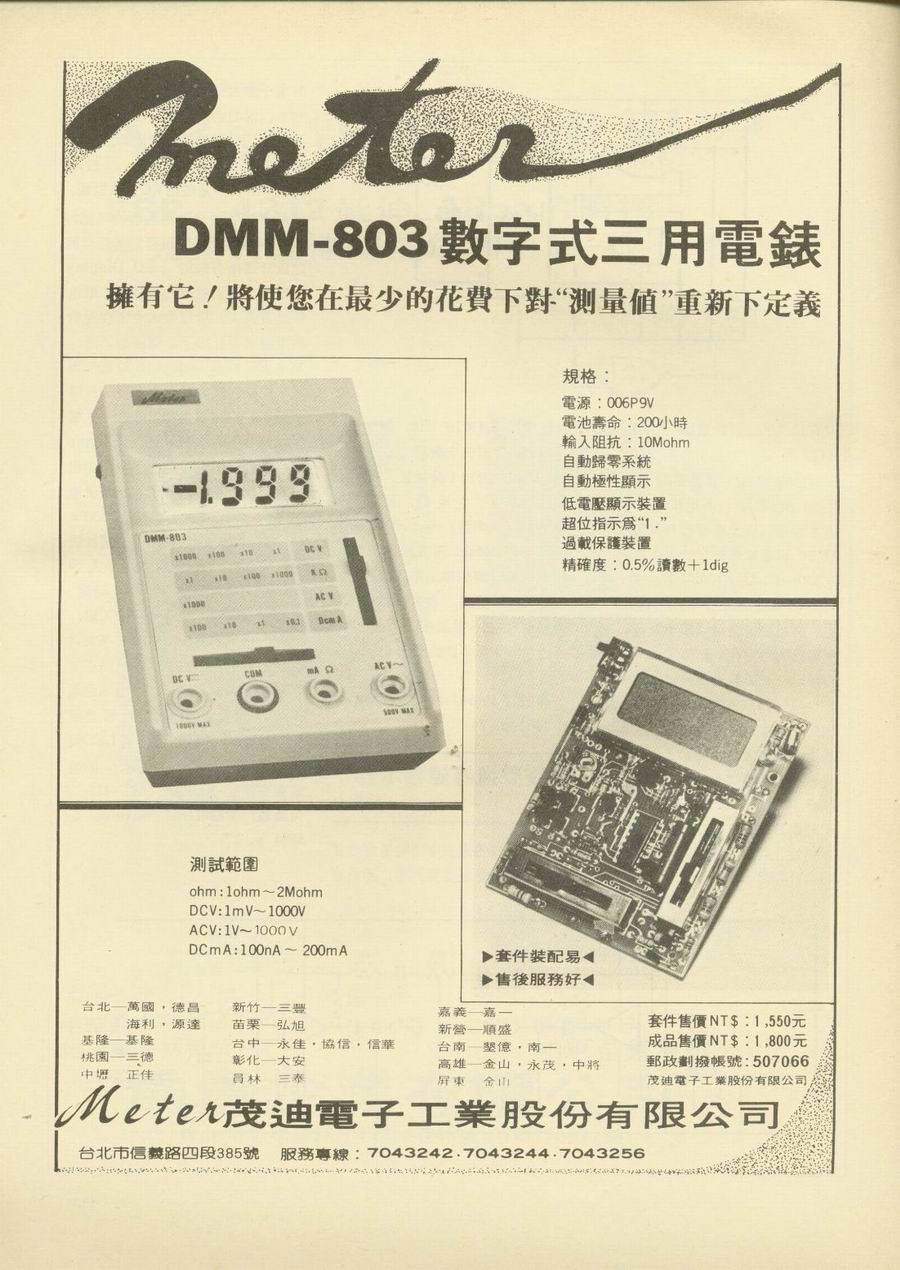 meter
DMM-803數字式三用電錶
擁有它！將使您在最少的花費下對“測量値”重新下定義
Meter
-1.999
DMM-803
x1000 x100 x10 x1 DC V
x1 x10 x100 x1000 K Ω
x1000 AC V
x100 x10 x1 x0.1 DcmA
DC V COM mA Ω AC V～
1000V MAX 500V MAX
規格：
電源：006P9V
電池壽命：200小時
輸入阻抗：10Mohm
自動歸零系統
自動極性顯示
低電壓顯示裝置
超位指示爲“1．”
過載保護裝置
精確度：0.5%讀數＋1dig
測試範圍
ohm:1ohm～2Mohm
DCV:1mV～1000V
ACV:1V～1000V
DCmA:100nA～200mA
▶套件裝配易◀
▶售後服務好◀
台北—萬國，德昌
海利，源達
基隆—基隆
桃園—三德
中壢 正佳
新竹—三豐
苗栗—弘旭
台中—永佳，協信，信華
彰化—大安
員林 三泰
嘉義—嘉一
新營—順盛
台南—墾億，南一
高雄—金山，永茂，中將
屏東 金山
套件售價NT$：1,550元
成品售價NT$：1,800元
郵政劃撥帳號：507066
茂迪電子工業股份有限公司
Meter茂迪電子工業股份有限公司
台北市信義路四段385號 服務專線：7043242·7043244·7043256